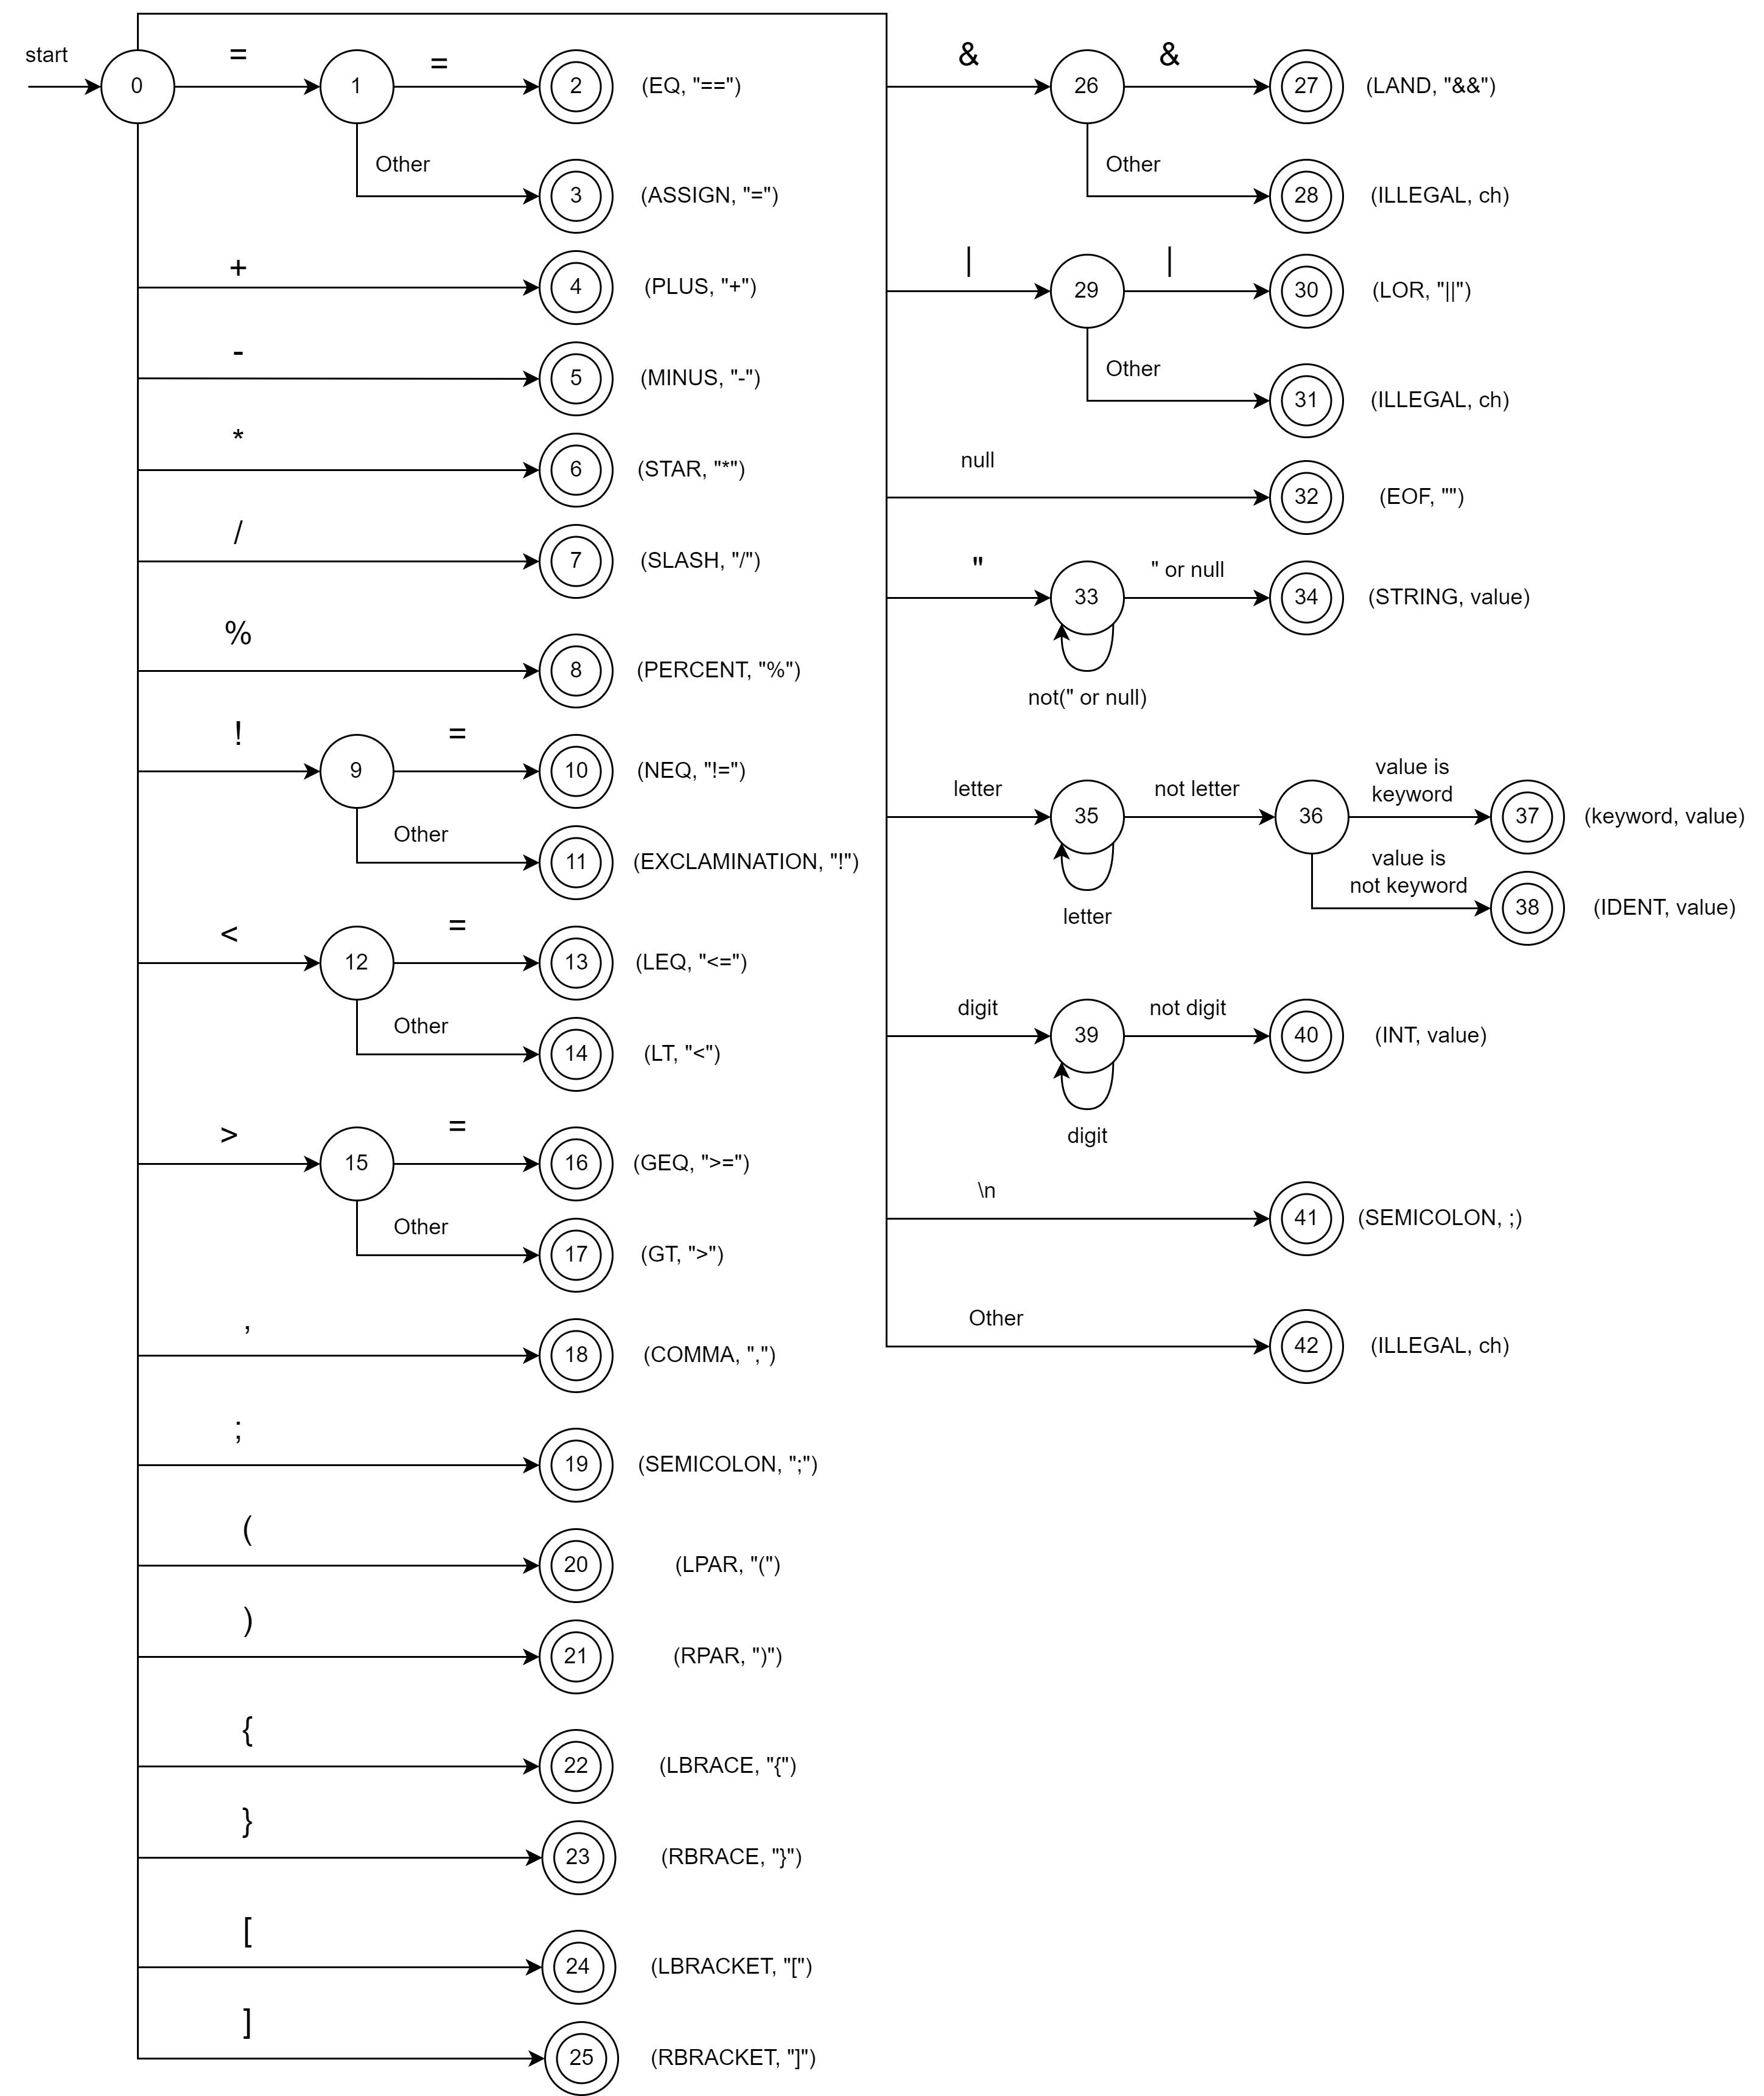 start
0
=
1
=
2
(EQ, "==")
Other
3
(ASSIGN, "=")
+
4
(PLUS, "+")
-
5
(MINUS, "-")
*
6
(STAR, "*")
/
7
(SLASH, "/")
%
8
(PERCENT, "%")
!
9
=
10
(NEQ, "!=")
Other
11
(EXCLAMINATION, "!")
<
12
=
13
(LEQ, "<=")
Other
14
(LT, "<")
>
15
=
16
(GEQ, ">=")
Other
17
(GT, ">")
,
18
(COMMA, ",")
;
19
(SEMICOLON, ";")
(
20
(LPAR, "(")
)
21
(RPAR, ")")
{
22
(LBRACE, "{")
}
23
(RBRACE, "}")
[
24
(LBRACKET, "[")
]
25
(RBRACKET, "]")
&
26
&
27
(LAND, "&&")
Other
28
(ILLEGAL, ch)
|
29
|
30
(LOR, "||")
Other
31
(ILLEGAL, ch)
null
32
(EOF, "")
"
33
" or null
34
(STRING, value)
not(" or null)
letter
35
not letter
36
value is
keyword
37
(keyword, value)
letter
value is
not keyword
38
(IDENT, value)
digit
39
not digit
40
(INT, value)
digit
\n
41
(SEMICOLON, ;)
Other
42
(ILLEGAL, ch)